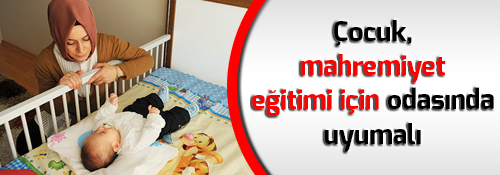 Çocuk,
mahremiyet
eğitimi için odasında
uyumalı